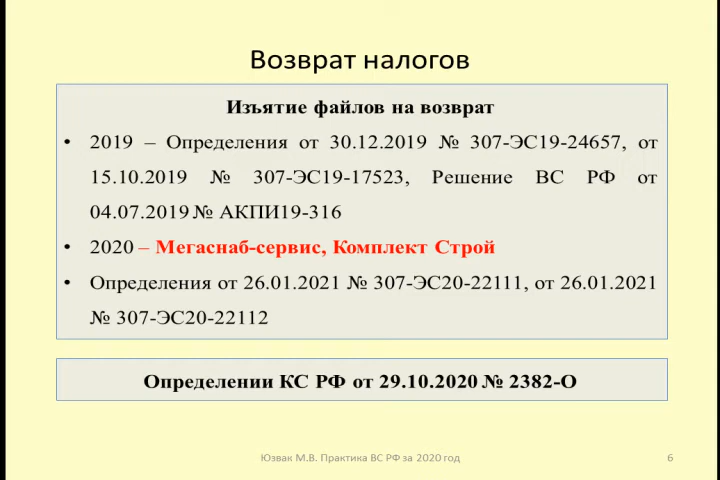 Возврат налогов
Изъятие файлов на возврат
• 2019 – Определения от 30.12.2019 № 307-ЭС19-24657, от
15.10.2019 № 307-ЭС19-17523, Решение ВС РФ от
04.07.2019 № АКПИ19-316
• 2020 – Мегаснаб-сервис, Комплект Строй
• Определения от 26.01.2021 № 307-ЭС20-22111, от 26.01.2021
№ 307-ЭС20-22112
Определении КС РФ от 29.10.2020 № 2382-О
Юзвак М.В. Практика ВС РФ за 2020 год
6